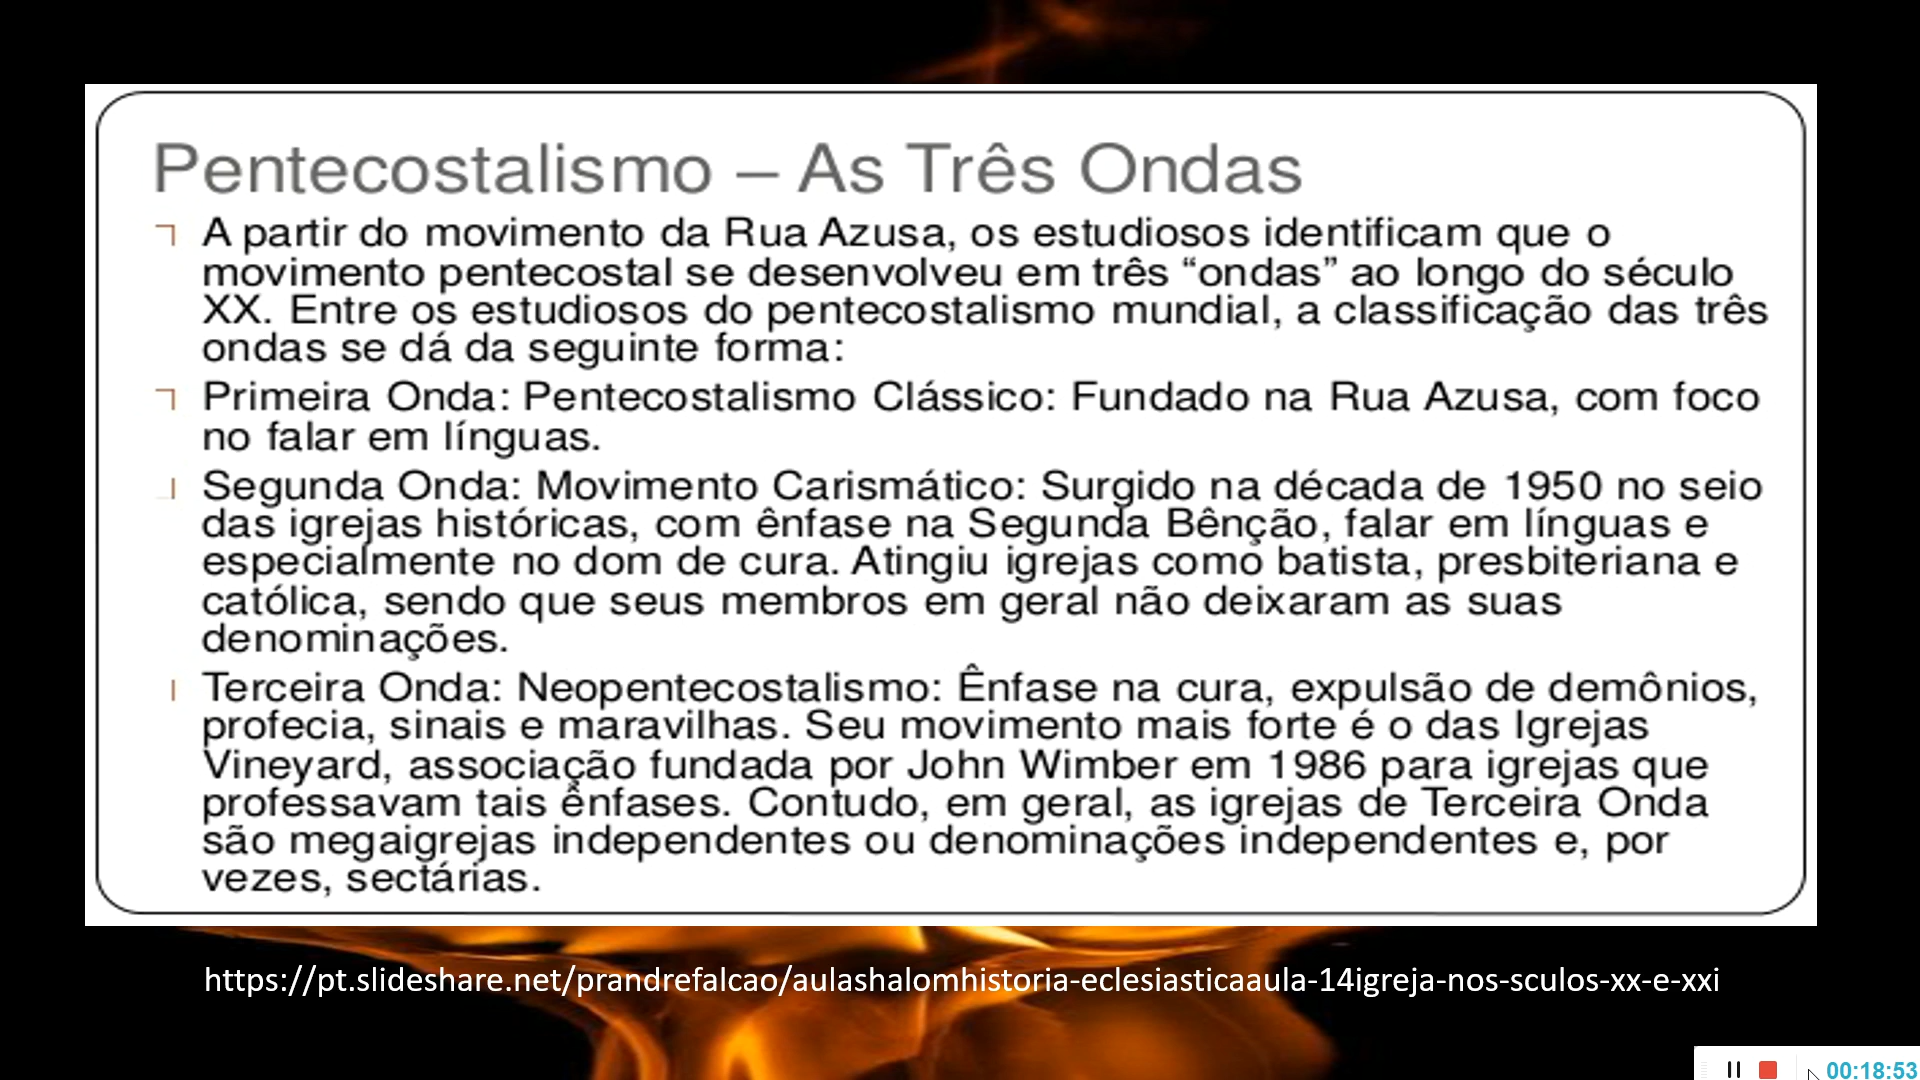 Pentecostalismo – As Três Ondas
A partir do movimento da Rua Azusa, os estudiosos identificam que o
movimento pentecostal se desenvolveu em três “ondas” ao longo do século
XX. Entre os estudiosos do pentecostalismo mundial, a classificação das três
ondas se dá da seguinte forma:
Primeira Onda: Pentecostalismo Clássico: Fundado na Rua Azusa, com foco
no falar em línguas.
Segunda Onda: Movimento Carismático: Surgido na década de 1950 no seio
das igrejas históricas, com ênfase na Segunda Bênção, falar em línguas e
especialmente no dom de cura. Atingiu igrejas como batista, presbiteriana e
católica, sendo que seus membros em geral não deixaram as suas
denominações.
Terceira Onda: Neopentecostalismo: Ênfase na cura, expulsão de demônios,
profecia, sinais e maravilhas. Seu movimento mais forte é o das Igrejas
Vineyard, associação fundada por John Wimber em 1986 para igrejas que
professavam tais ênfases. Contudo, em geral, as igrejas de Terceira Onda
são megaigrejas independentes ou denominações independentes e, por
vezes, sectárias.
https://pt.slideshare.net/prandrefalcao/aulashalomhistoria-eclesiasticaaula-14igreja-nos-sculos-xx-e-xxi
00:18:53